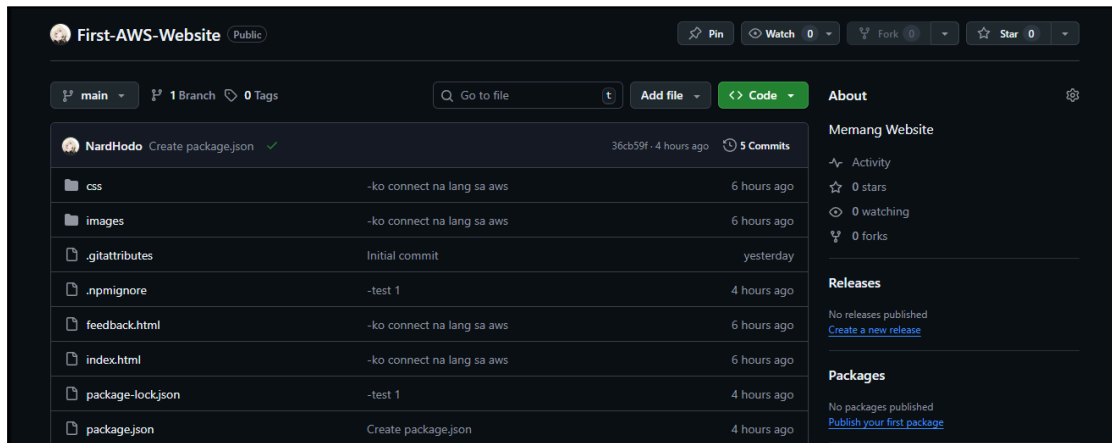 First-AWS-Website Public Pin Watch 0 Fork 0 Star 0
main 1 Branch 0 Tags Go to file t Add file Code
NardHodo Create package.json 36cb59f · 4 hours ago 5 Commits
css -ko connect na lang sa aws 6 hours ago
images -ko connect na lang sa aws 6 hours ago
.gitattributes Initial commit yesterday
.npmignore -test 1 4 hours ago
feedback.html -ko connect na lang sa aws 6 hours ago
index.html -ko connect na lang sa aws 6 hours ago
package-lock.json -test 1 4 hours ago
package.json Create package.json 4 hours ago
About
Memang Website
Activity
0 stars
0 watching
0 forks
Releases
No releases published
Create a new release
Packages
No packages published
Publish your first package